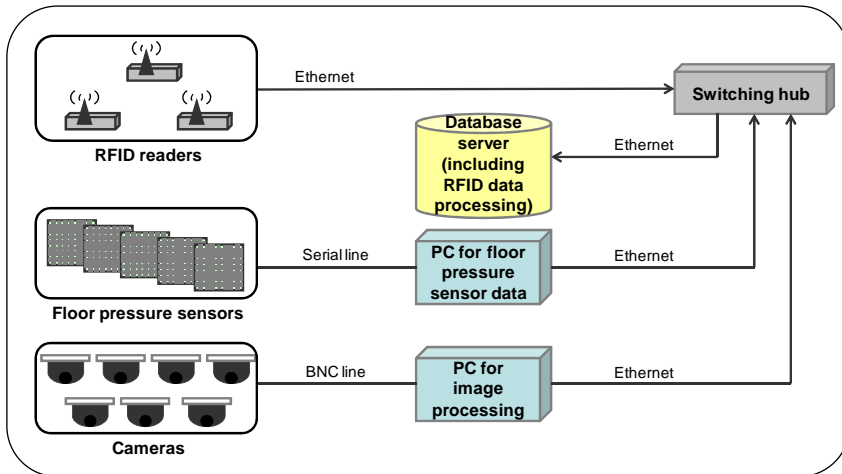 Ethernet
RFID readers
Switching hub
Database
server
(including
RFID data
processing)
Ethernet
Serial line
PC for floor
pressure
sensor data
Ethernet
Floor pressure sensors
BNC line
PC for
image
processing
Ethernet
Cameras